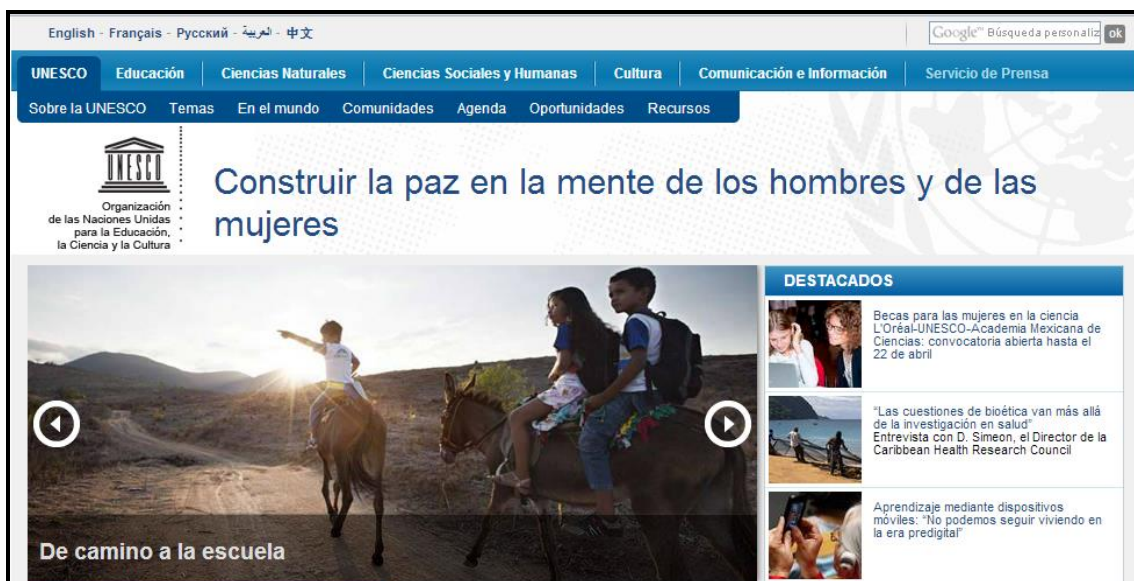 English - Français - Русский - العربية - 中文
Google™ Búsqueda personaliz ok
UNESCO Educación Ciencias Naturales Ciencias Sociales y Humanas Cultura Comunicación e Información Servicio de Prensa
Sobre la UNESCO Temas En el mundo Comunidades Agenda Oportunidades Recursos
UNESCO
Organización
de las Naciones Unidas
para la Educación,
la Ciencia y la Cultura
Construir la paz en la mente de los hombres y de las
mujeres
De camino a la escuela
DESTACADOS
Becas para las mujeres en la ciencia
L'Oréal-UNESCO-Academia Mexicana de
Ciencias: convocatoria abierta hasta el
22 de abril
"Las cuestiones de bioética van más allá
de la investigación en salud"
Entrevista con D. Simeon, el Director de la
Caribbean Health Research Council
Aprendizaje mediante dispositivos
móviles: "No podemos seguir viviendo en
la era predigital"